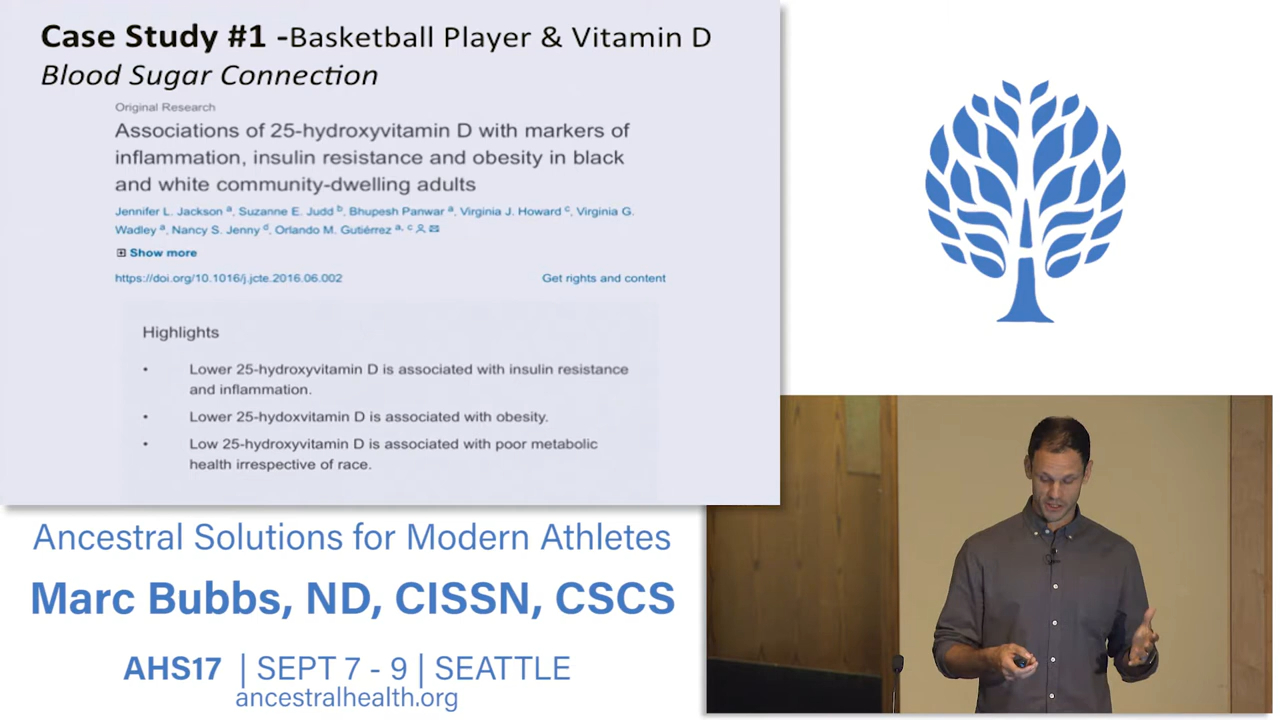 Case Study #1 -Basketball Player & Vitamin D
Blood Sugar Connection
Original Research
Associations of 25-hydroxyvitamin D with markers of
inflammation, insulin resistance and obesity in black
and white community-dwelling adults
Jennifer L. Jackson a, Suzanne E. Judd b, Bhupesh Panwar a, Virginia J. Howard c, Virginia G.
Wadley a, Nancy S. Jenny d, Orlando M. Gutiérrez a, c
Show more
https://doi.org/10.1016/j.jcte.2016.06.002 Get rights and content
Highlights
• Lower 25-hydroxyvitamin D is associated with insulin resistance
and inflammation.
• Lower 25-hydoxvitamin D is associated with obesity.
• Low 25-hydroxyvitamin D is associated with poor metabolic
health irrespective of race.
Ancestral Solutions for Modern Athletes
Marc Bubbs, ND, CISSN, CSCS
AHS17 | SEPT 7 - 9 | SEATTLE
ancestralhealth.org